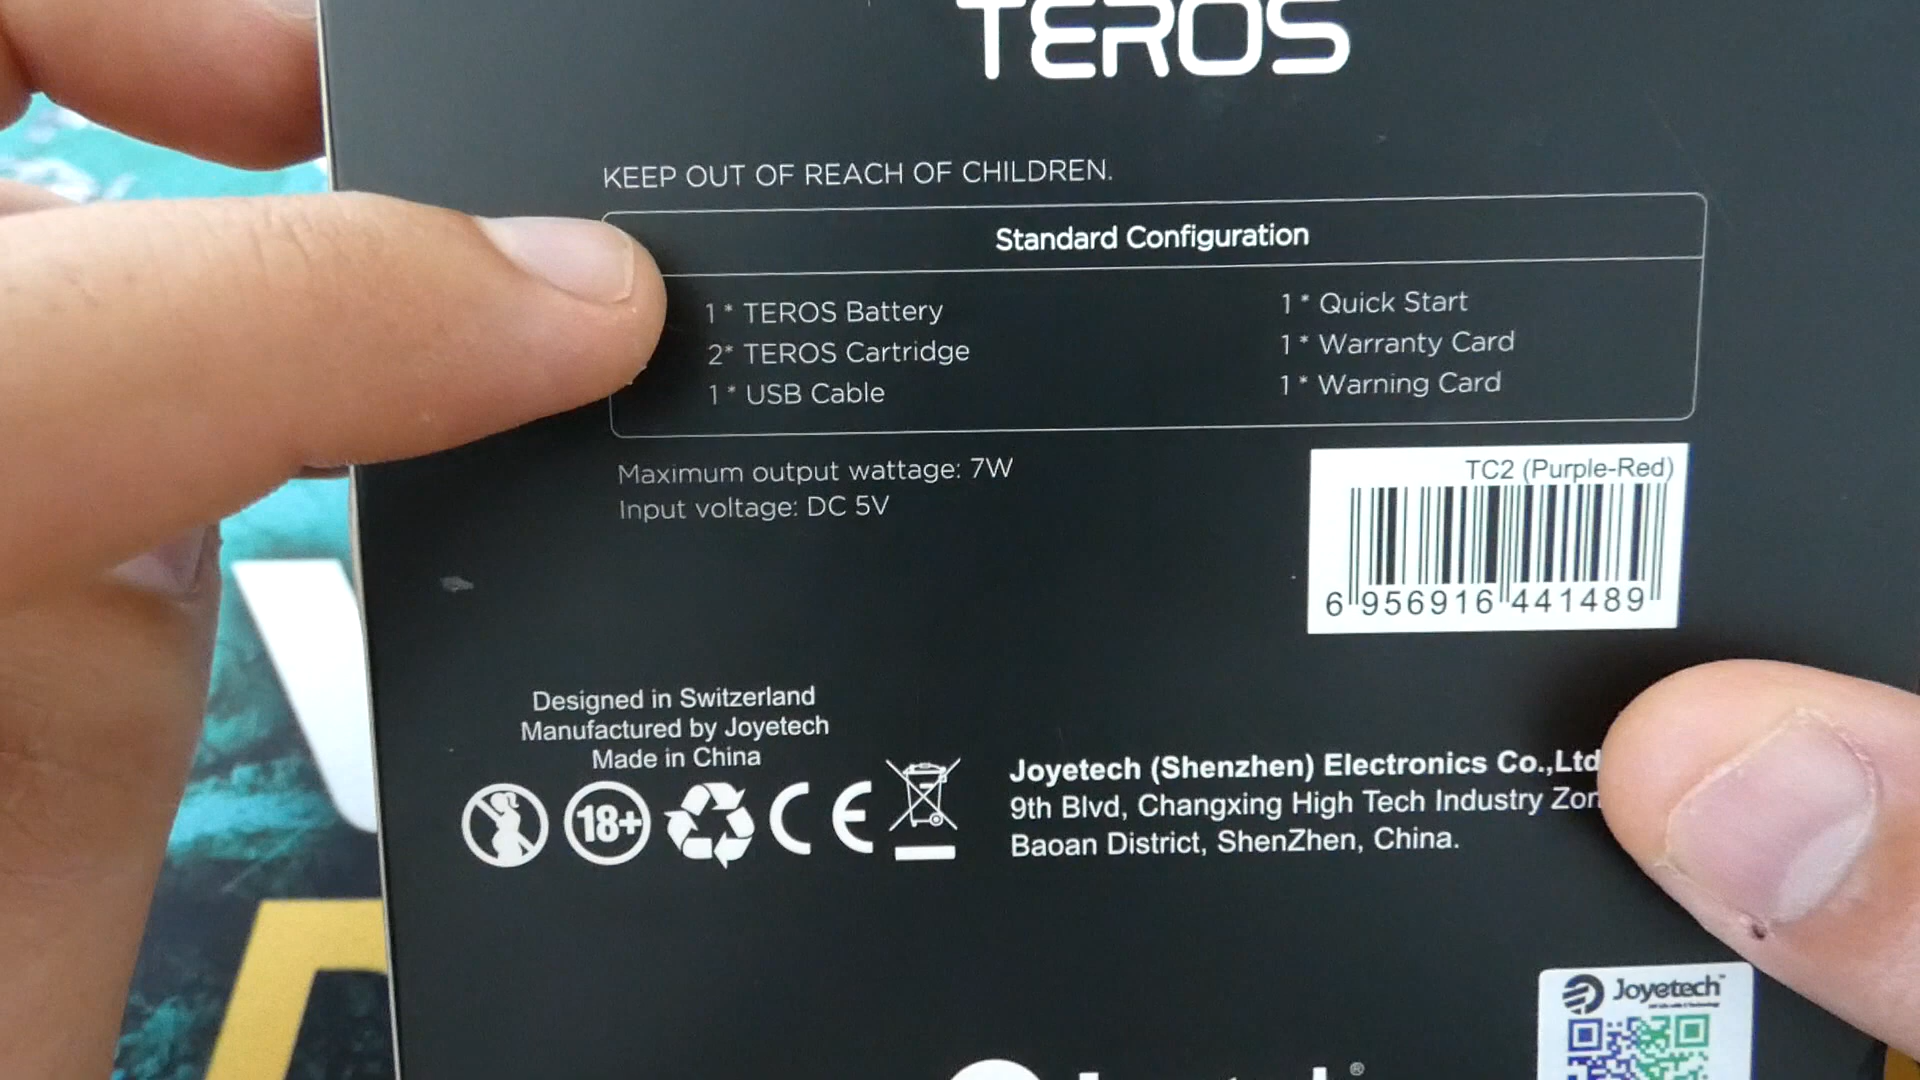 TEROS
KEEP OUT OF REACH OF CHILDREN.
Standard Configuration
1* TEROS Battery
2* TEROS Cartridge
1* USB Cable
1* Quick Start
1* Warranty Card
1* Warning Card
Maximum output wattage: 7W
Input voltage: DC 5V
TC2 (Purple-Red)
6 956916 441489
Designed in Switzerland
Manufactured by Joyetech
Made in China
18+
CE
Joyetech (Shenzhen) Electronics Co.,Ltd
9th Blvd, Changxing High Tech Industry
Baoan District, ShenZhen, China.
Joyetech™
®